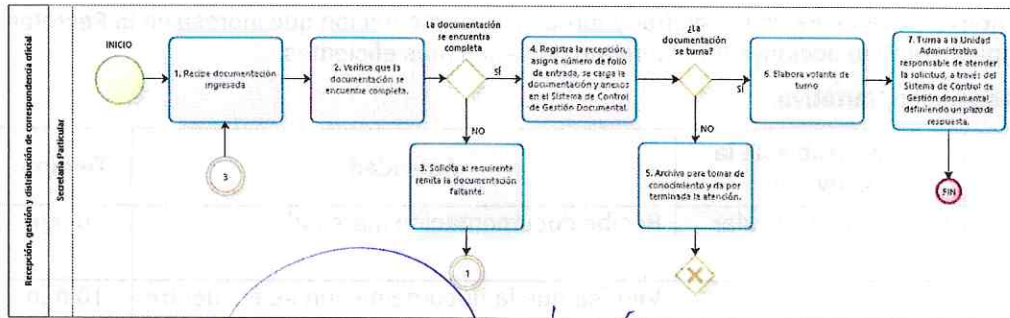 Recepción, gestión y distribución de correspondencia oficial
Secretaría Particular
INICIO
1. Recibe documentación
ingresada
3
2. Verifica que la
documentación se
encuentre completa.
La documentación
se encuentra
completa
SÍ
NO
3. Solicita al requirente
remita la documentación
faltante.
1
4. Registra la recepción,
asigna número de folio
de entrada, se carga la
documentación y anexos
en el Sistema de Control
de Gestión Documental.
¿La
documentación
se turna?
SÍ
NO
5. Archiva para tomar de
conocimiento y da por
terminada la atención.
6. Elabora volante de
turno
7. Turna a la Unidad
Administrativa
responsable de atender
la solicitud, a través del
Sistema de Control de
Gestión documental,
definiendo un plazo de
respuesta.
FIN